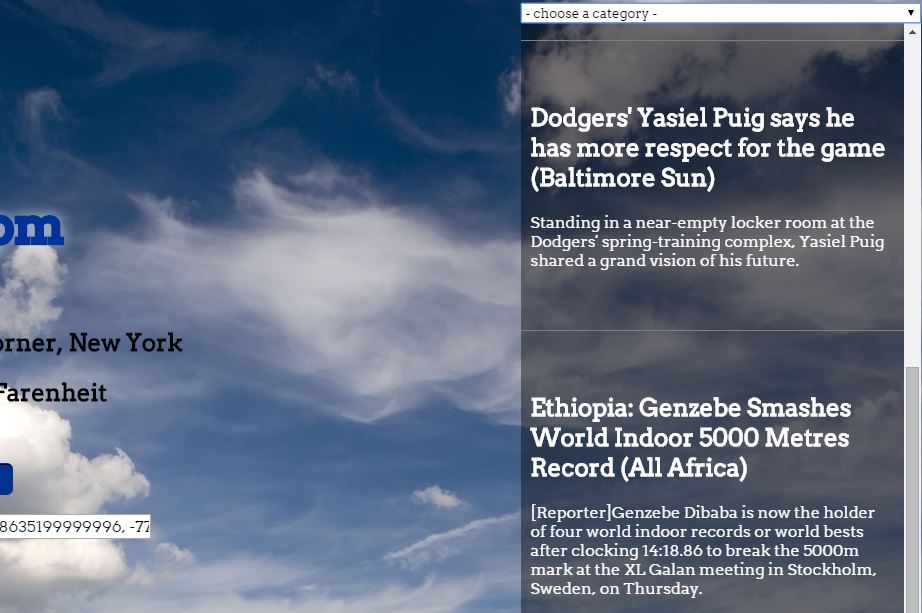 - choose a category -
Dodgers' Yasiel Puig says he
has more respect for the game
(Baltimore Sun)
Standing in a near-empty locker room at the
Dodgers' spring-training complex, Yasiel Puig
shared a grand vision of his future.
om
orner, New York
Farenheit
8635199999996, -77
Ethiopia: Genzebe Smashes
World Indoor 5000 Metres
Record (All Africa)
[Reporter]Genzebe Dibaba is now the holder
of four world indoor records or world bests
after clocking 14:18.86 to break the 5000m
mark at the XL Galan meeting in Stockholm,
Sweden, on Thursday.